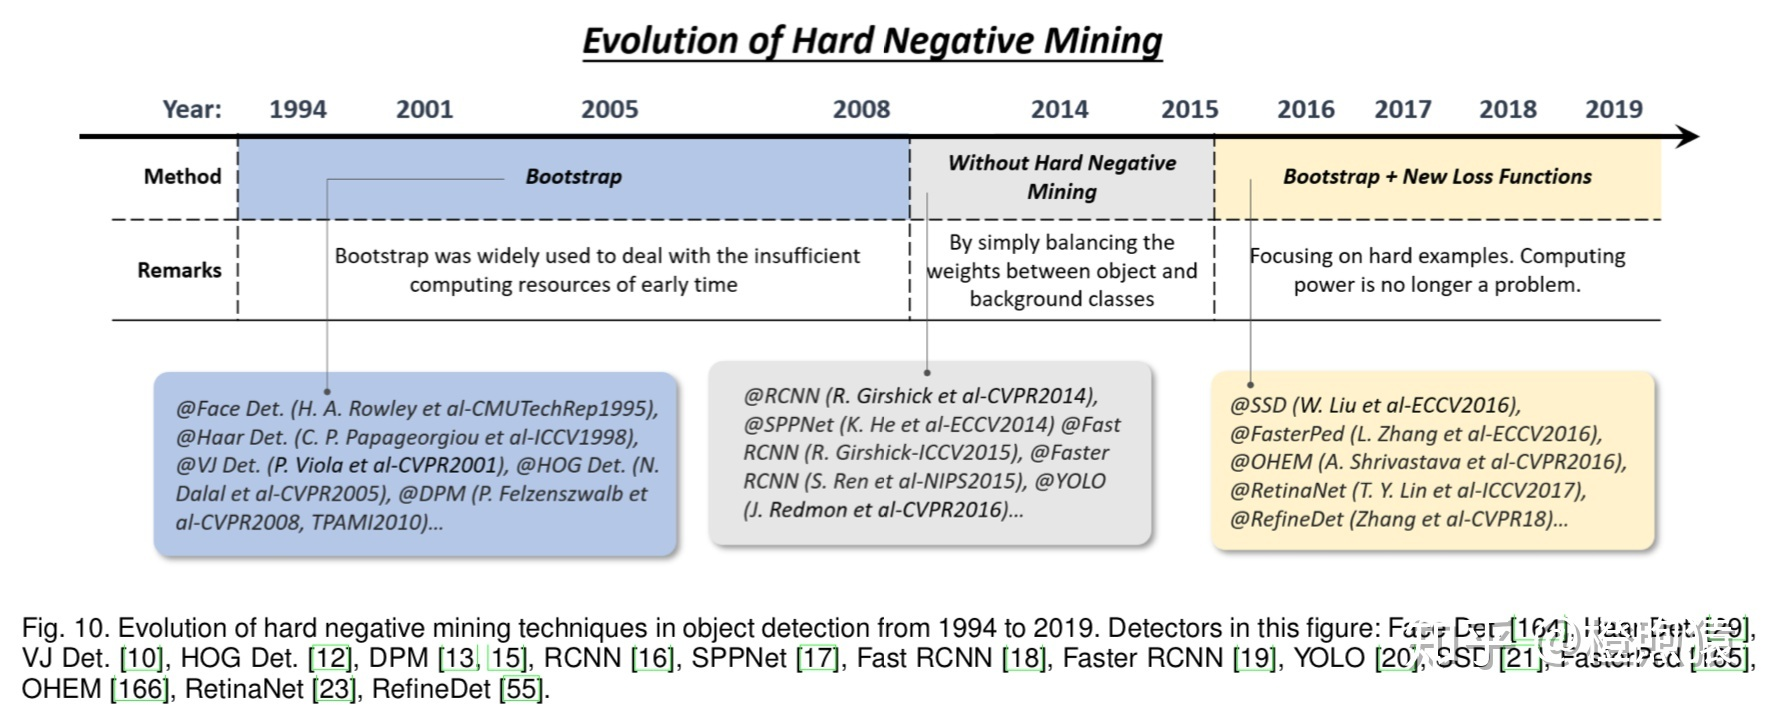 Evolution of Hard Negative Mining
Year: 1994 2001 2005 2008 2014 2015 2016 2017 2018 2019
Method
Bootstrap
Without Hard Negative
Mining
Bootstrap + New Loss Functions
Remarks
Bootstrap was widely used to deal with the insufficient
computing resources of early time
By simply balancing the
weights between object and
background classes
Focusing on hard examples. Computing
power is no longer a problem.
@Face Det. (H. A. Rowley et al-CMUTechRep1995),
@Haar Det. (C. P. Papageorgiou et al-ICCV1998),
@VJ Det. (P. Viola et al-CVPR2001), @HOG Det. (N.
Dalal et al-CVPR2005), @DPM (P. Felzenszwalb et
al-CVPR2008, TPAMI2010)...
@RCNN (R. Girshick et al-CVPR2014),
@SPPNet (K. He et al-ECCV2014) @Fast
RCNN (R. Girshick-ICCV2015), @Faster
RCNN (S. Ren et al-NIPS2015), @YOLO
(J. Redmon et al-CVPR2016)...
@SSD (W. Liu et al-ECCV2016),
@FasterPed (L. Zhang et al-ECCV2016),
@OHEM (A. Shrivastava et al-CVPR2016),
@RetinaNet (T. Y. Lin et al-ICCV2017),
@RefineDet (Zhang et al-CVPR18)...
Fig. 10. Evolution of hard negative mining techniques in object detection from 1994 to 2019. Detectors in this figure: Face Det. [164], Haar Det. [29],
VJ Det. [10], HOG Det. [12], DPM [13, 15], RCNN [16], SPPNet [17], Fast RCNN [18], Faster RCNN [19], YOLO [20], SSD [21], FasterPed [165],
OHEM [166], RetinaNet [23], RefineDet [55].